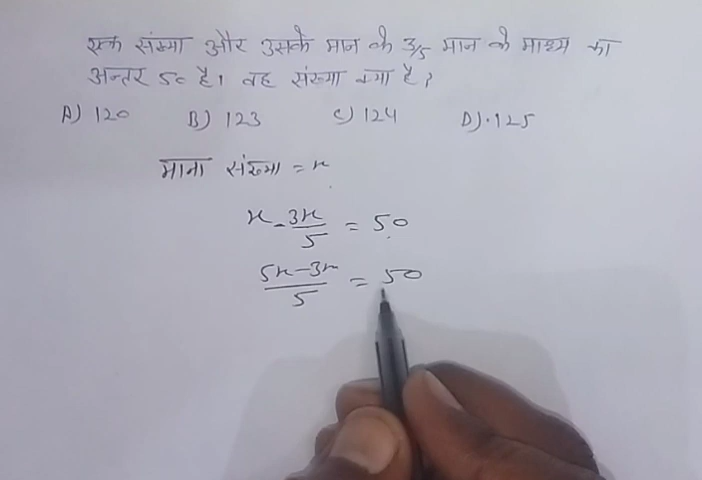 एक संख्या और उसके मान के 3/5 मान के माध्य का
अन्तर 50 है। वह संख्या क्या है?
A) 120 B) 123 C) 124 D) 125
माना संख्या = x
x - 3x/5 = 50
5x-3x/5 = 50